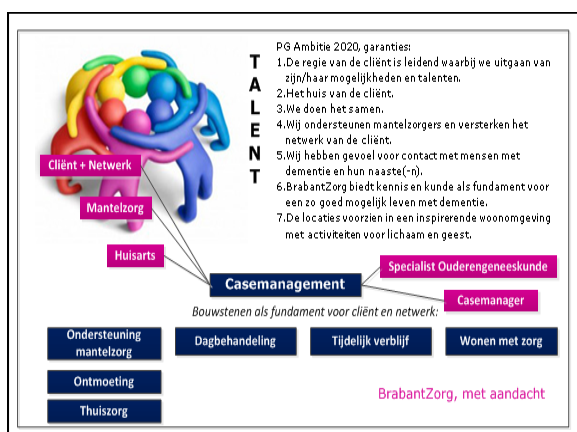 T
A
L
E
N
T
PG Ambitie 2020, garanties:
1.De regie van de cliënt is leidend waarbij we uitgaan van
zijn/haar mogelijkheden en talenten.
2.Het huis van de cliënt.
3.We doen het samen.
4.Wij ondersteunen mantelzorgers en versterken het
netwerk van de cliënt.
5.Wij hebben gevoel voor contact met mensen met
dementie en hun naaste(-n).
6.BrabantZorg biedt kennis en kunde als fundament voor
een zo goed mogelijk leven met dementie.
7.De locaties voorzien in een inspirerende woonomgeving
met activiteiten voor lichaam en geest.
Cliënt + Netwerk
Mantelzorg
Huisarts
Casemanagement
Specialist Ouderengeneeskunde
Casemanager
Bouwstenen als fundament voor cliënt en netwerk:
Ondersteuning
mantelzorg
Dagbehandeling
Tijdelijk verblijf
Wonen met zorg
Ontmoeting
Thuiszorg
BrabantZorg, met aandacht